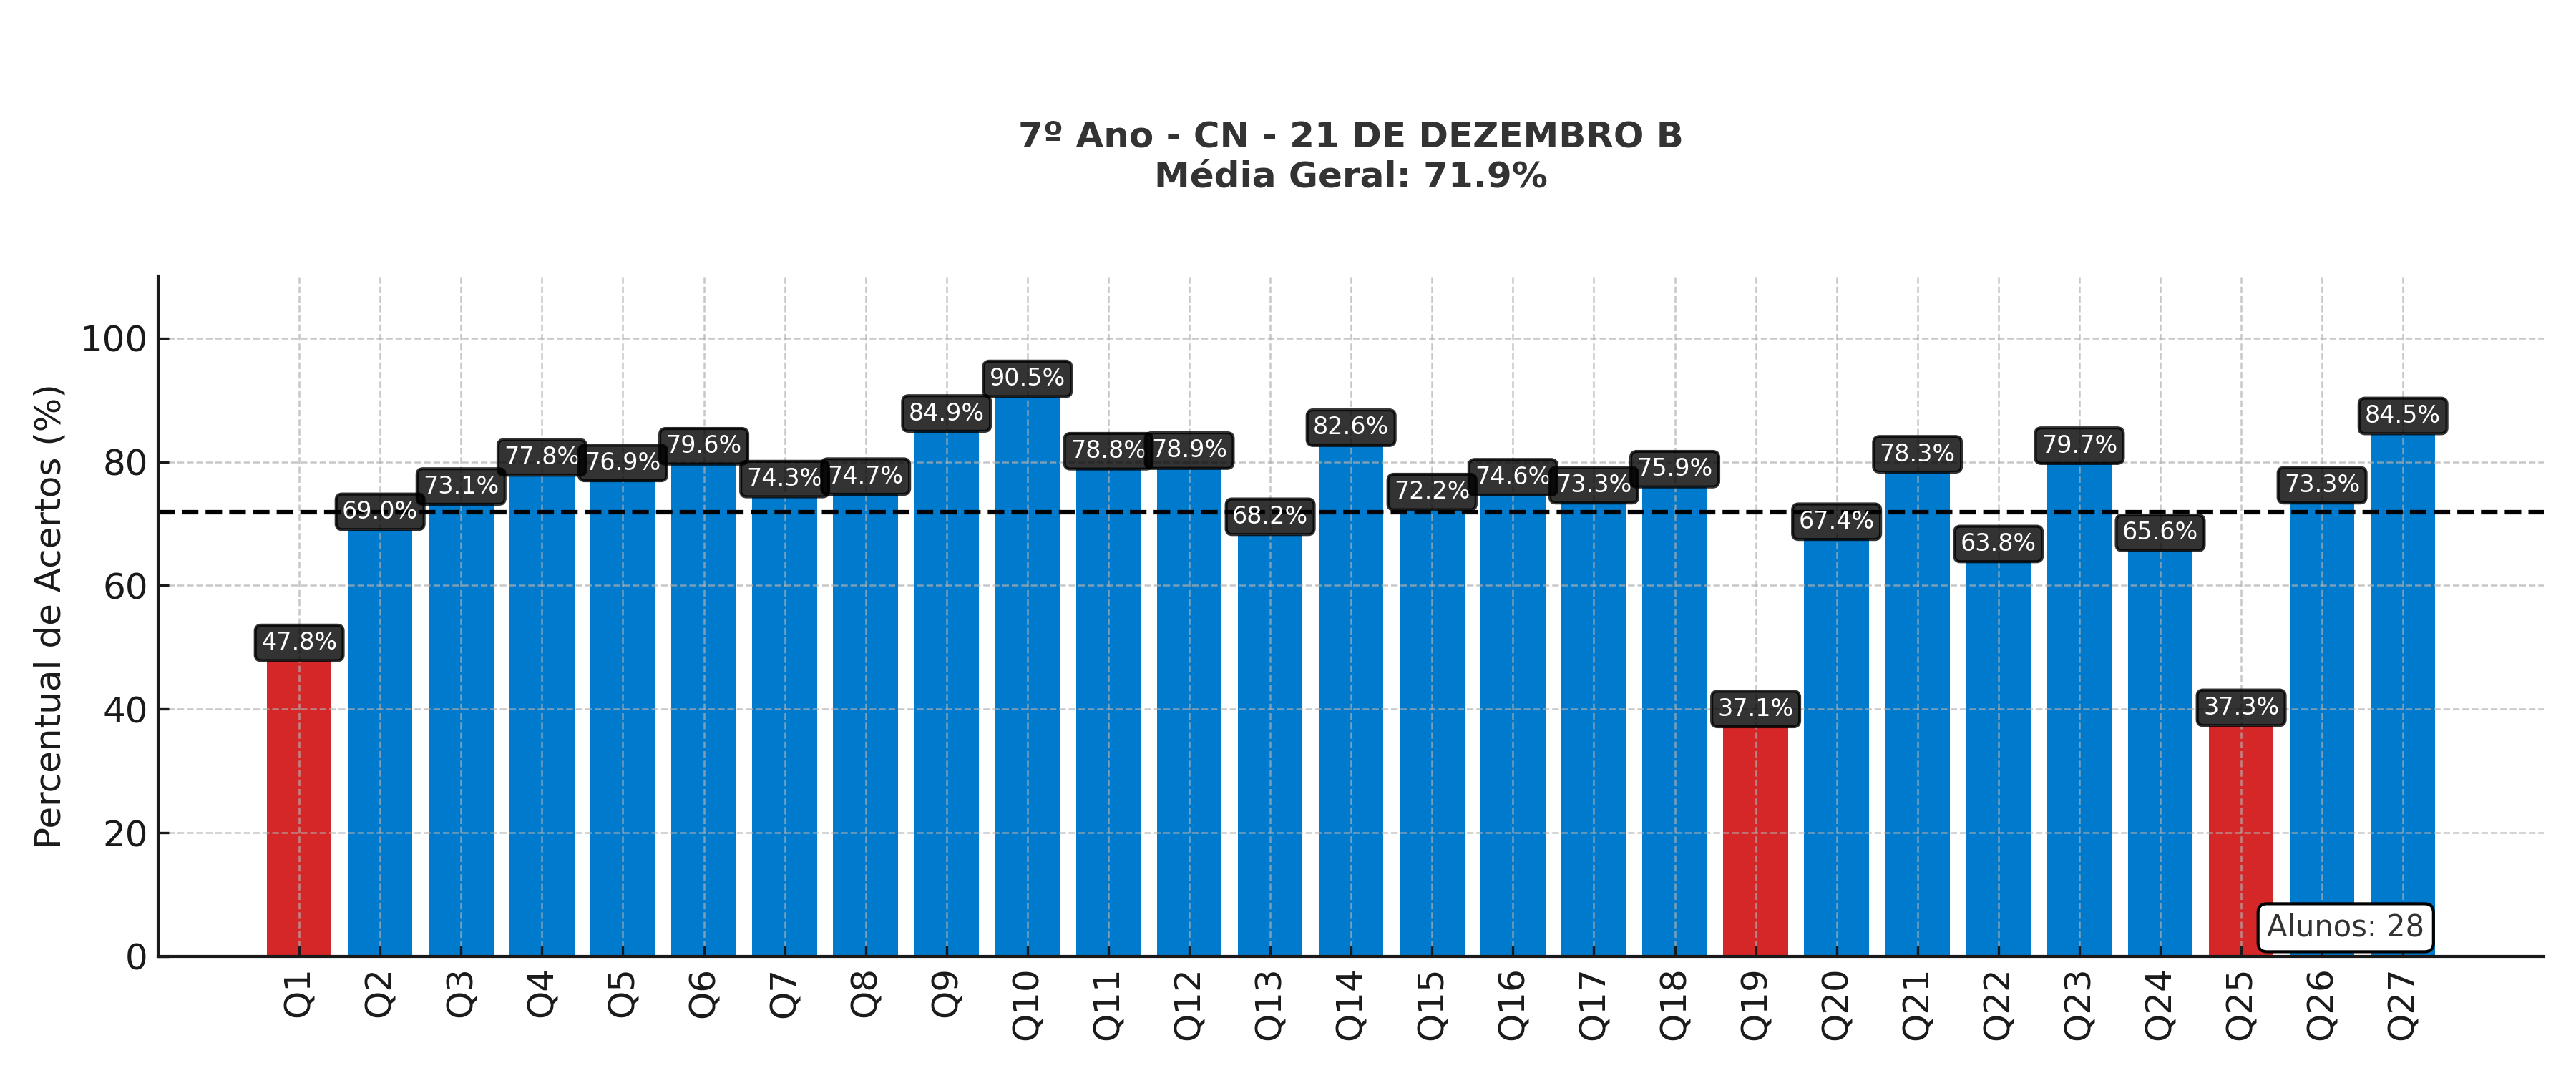 7º Ano - CN - 21 DE DEZEMBRO B
Média Geral: 71.9%
Percentual de Acertos (%)
100
80
60
40
20
0
47.8%
69.0%
73.1%
77.8%
76.9%
79.6%
74.3%
74.7%
84.9%
90.5%
78.8%
78.9%
68.2%
82.6%
72.2%
74.6%
73.3%
75.9%
37.1%
67.4%
78.3%
63.8%
79.7%
65.6%
37.3%
73.3%
84.5%
Alunos: 28
Q1
Q2
Q3
Q4
Q5
Q6
Q7
Q8
Q9
Q10
Q11
Q12
Q13
Q14
Q15
Q16
Q17
Q18
Q19
Q20
Q21
Q22
Q23
Q24
Q25
Q26
Q27